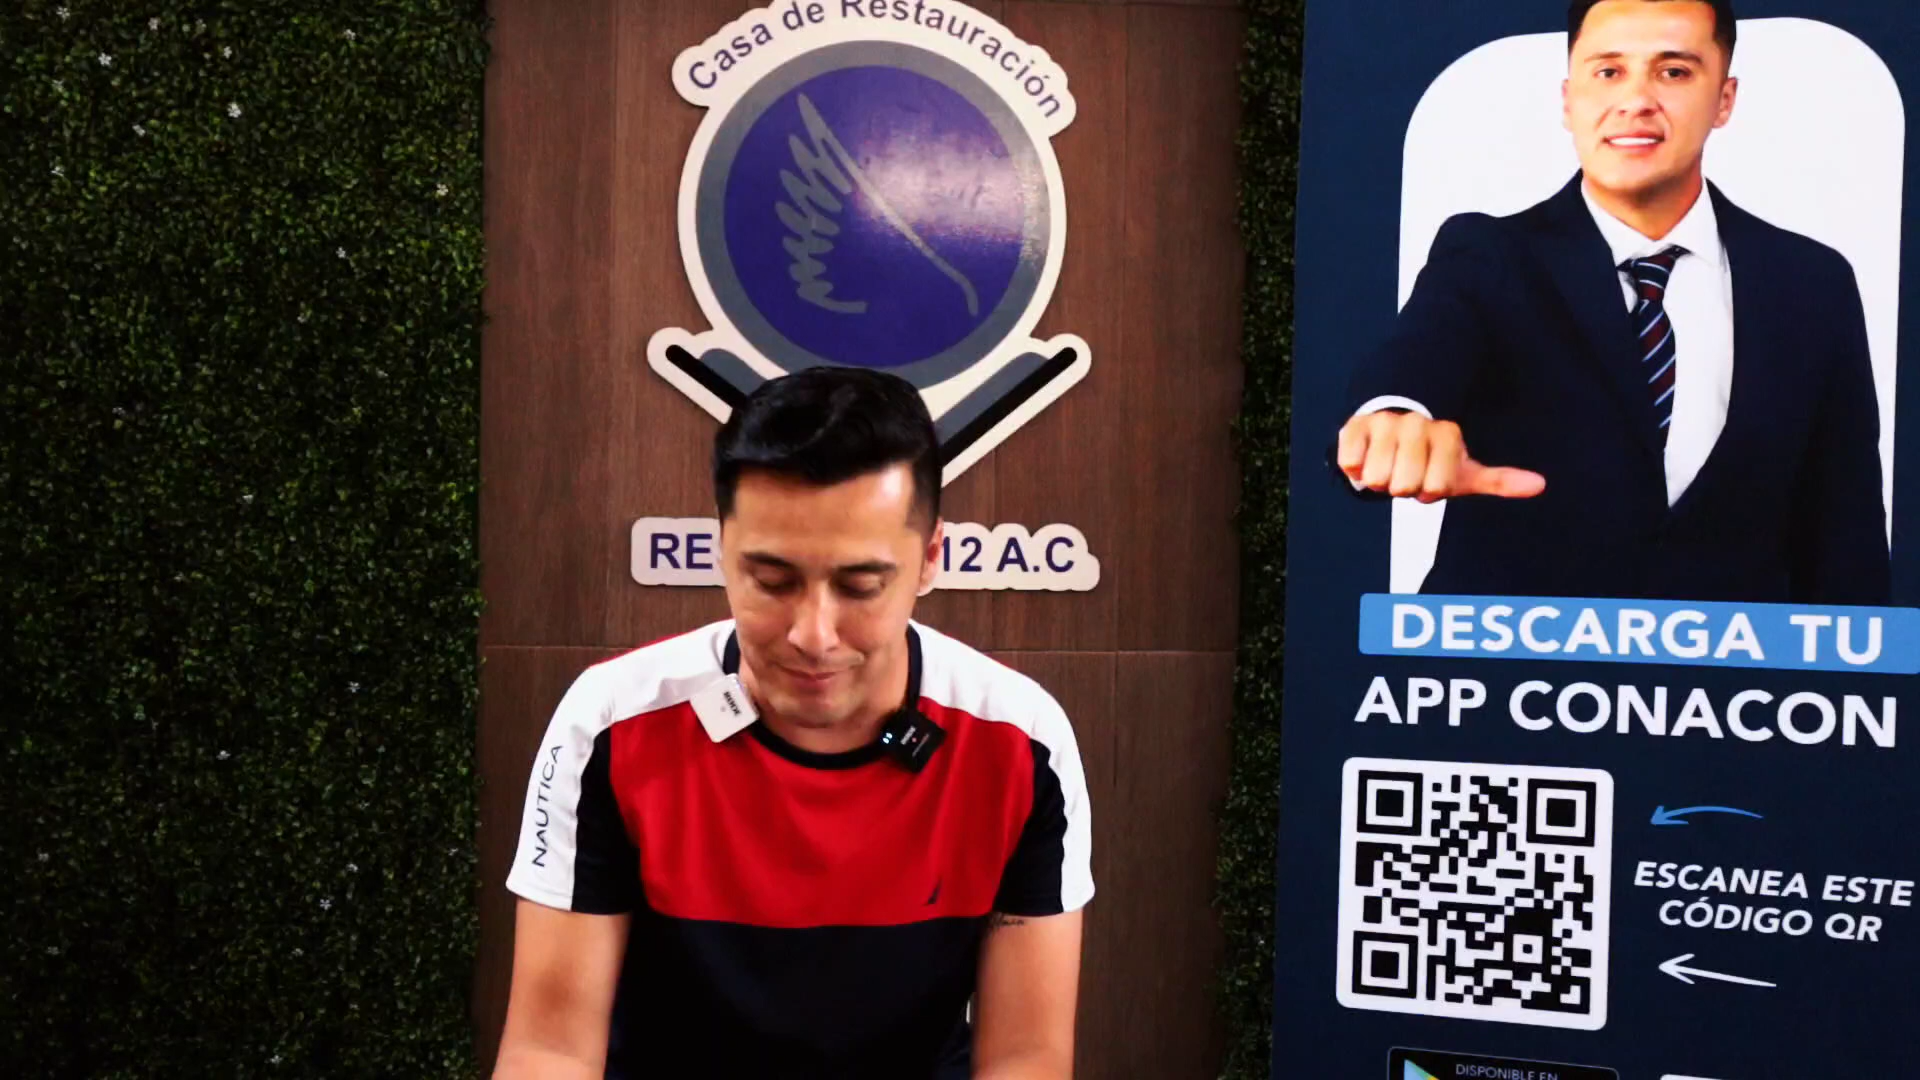 Casa de Restauración
RE
12 A.C
NAUTICA
DESCARGA TU
APP CONACON
ESCANEA ESTE
CÓDIGO QR
DISPONIBLE EN